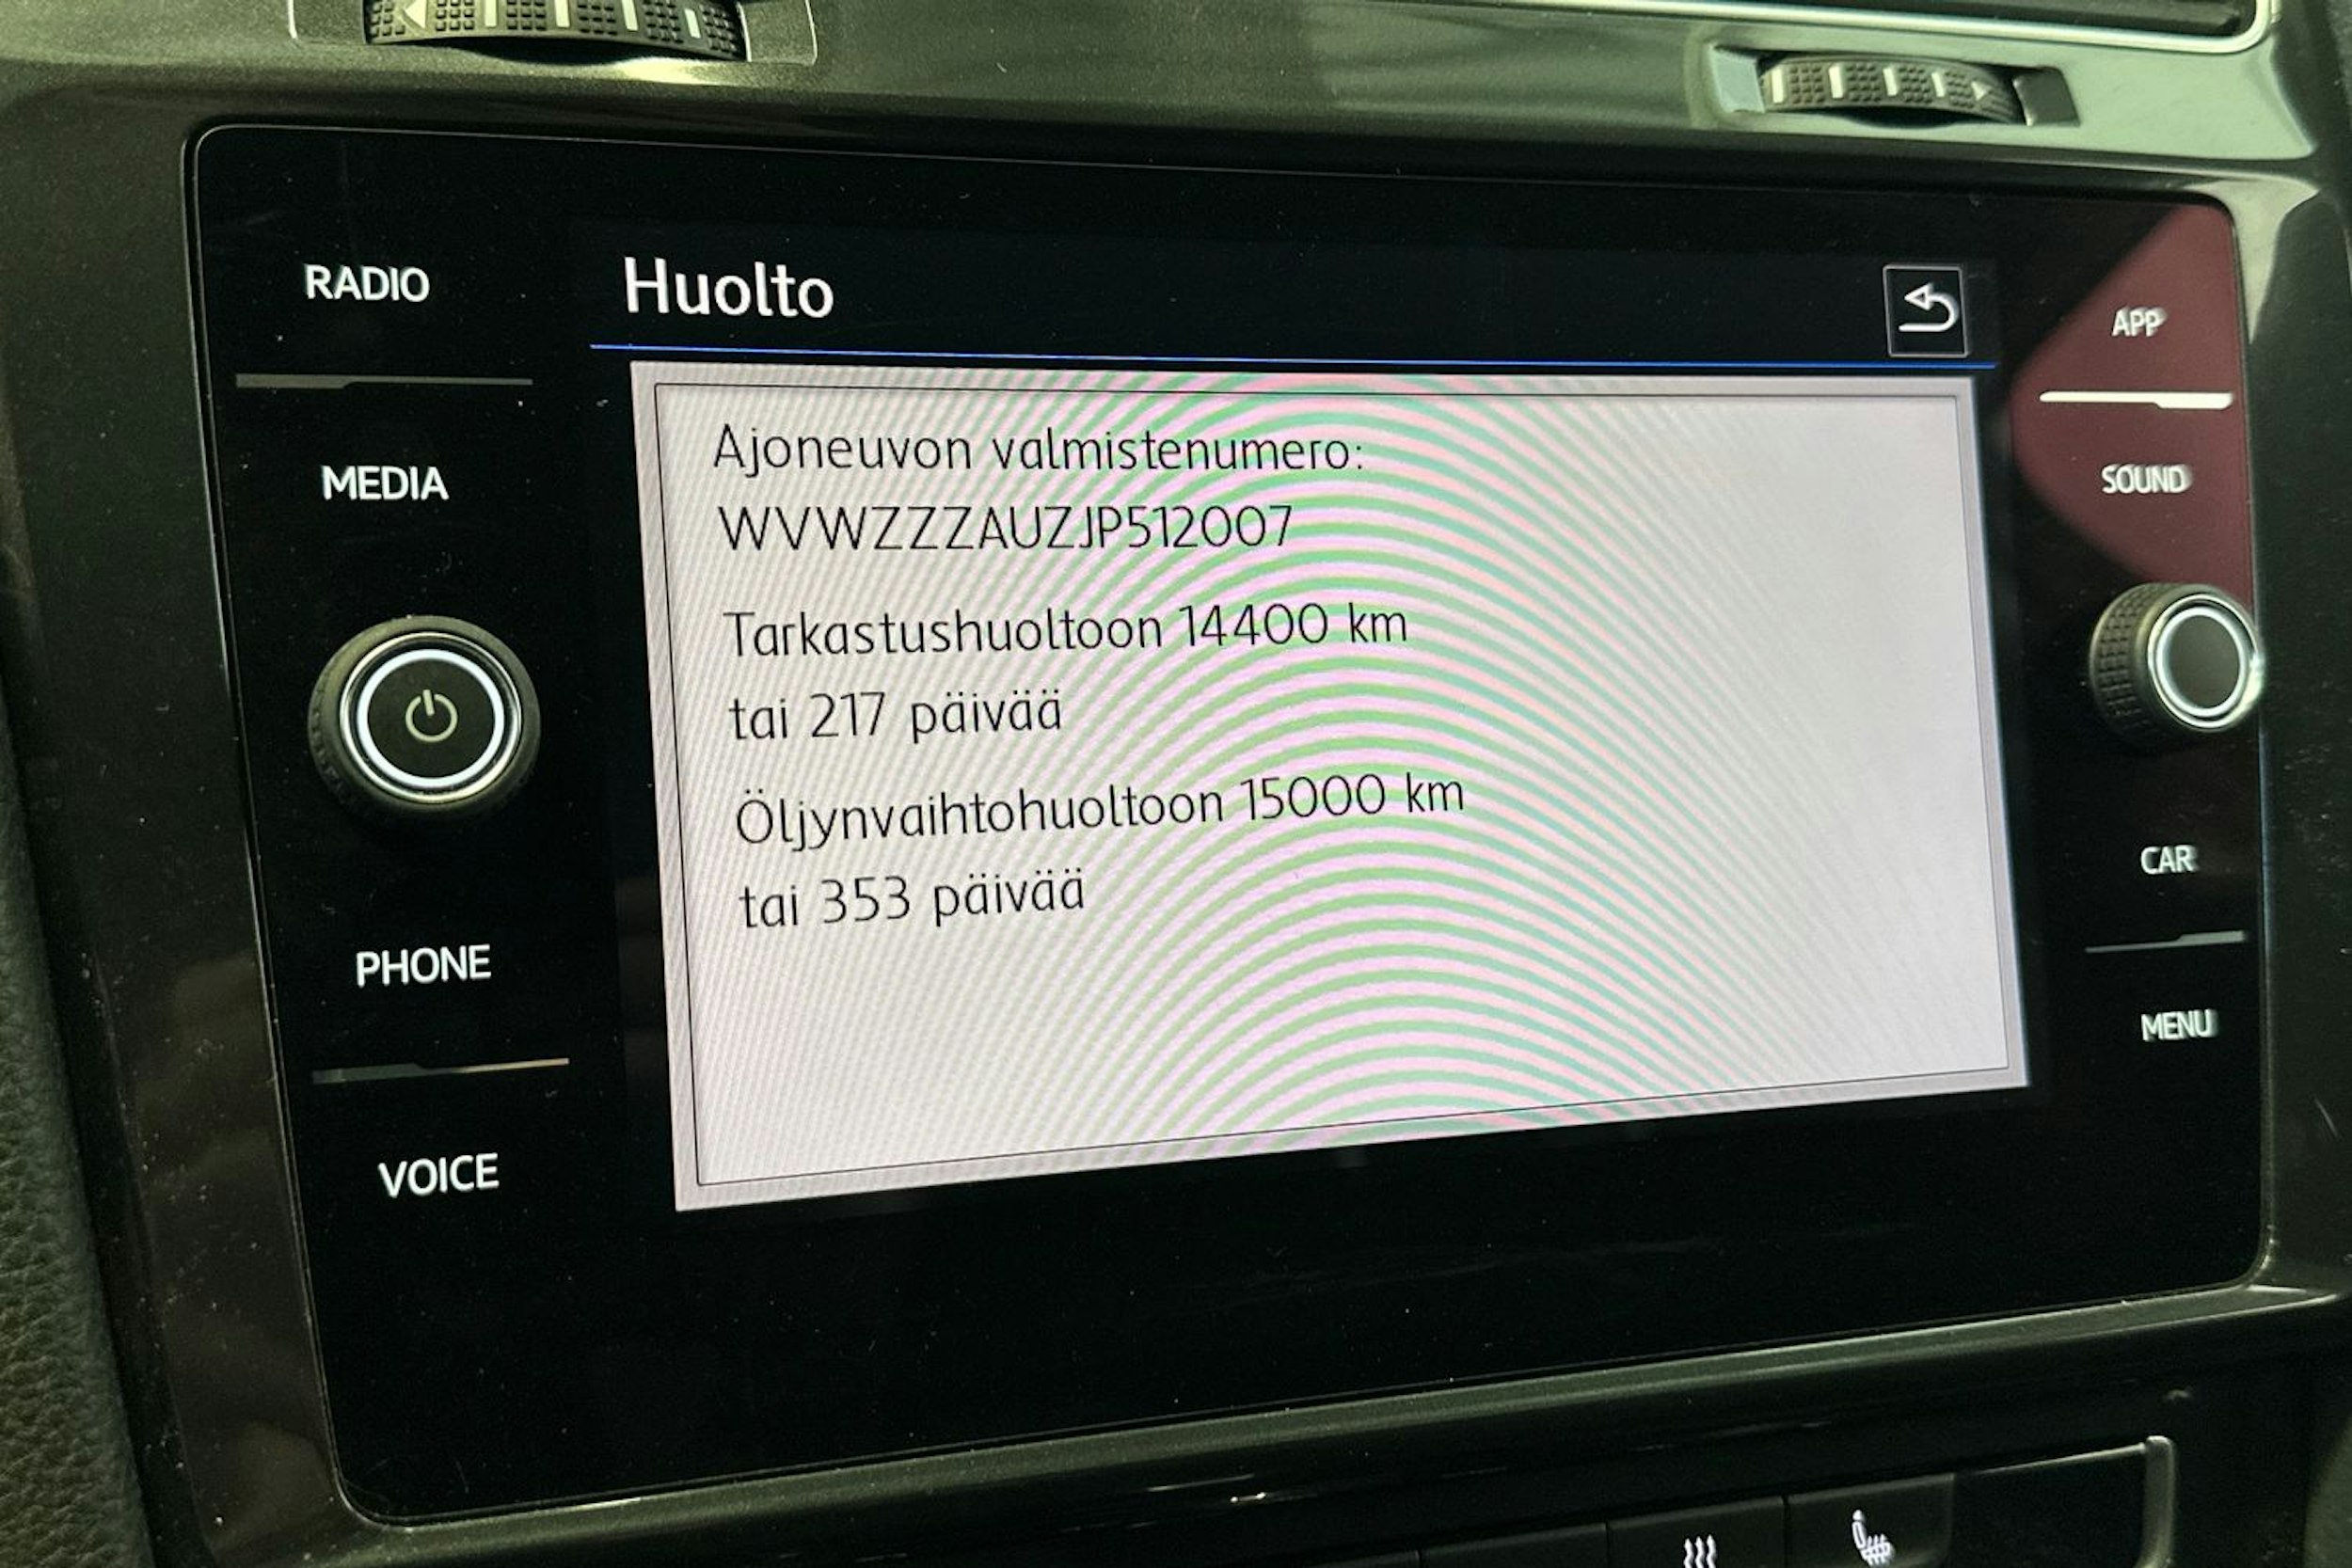 RADIO
MEDIA
PHONE
VOICE
Huolto
Ajoneuvon valmistenumero:
WVWZZZAUZJP512007
Tarkastushuoltoon 14400 km
tai 217 päivää
Öljynvaihtohuoltoon 15000 km
tai 353 päivää
APP
SOUND
CAR
MENU